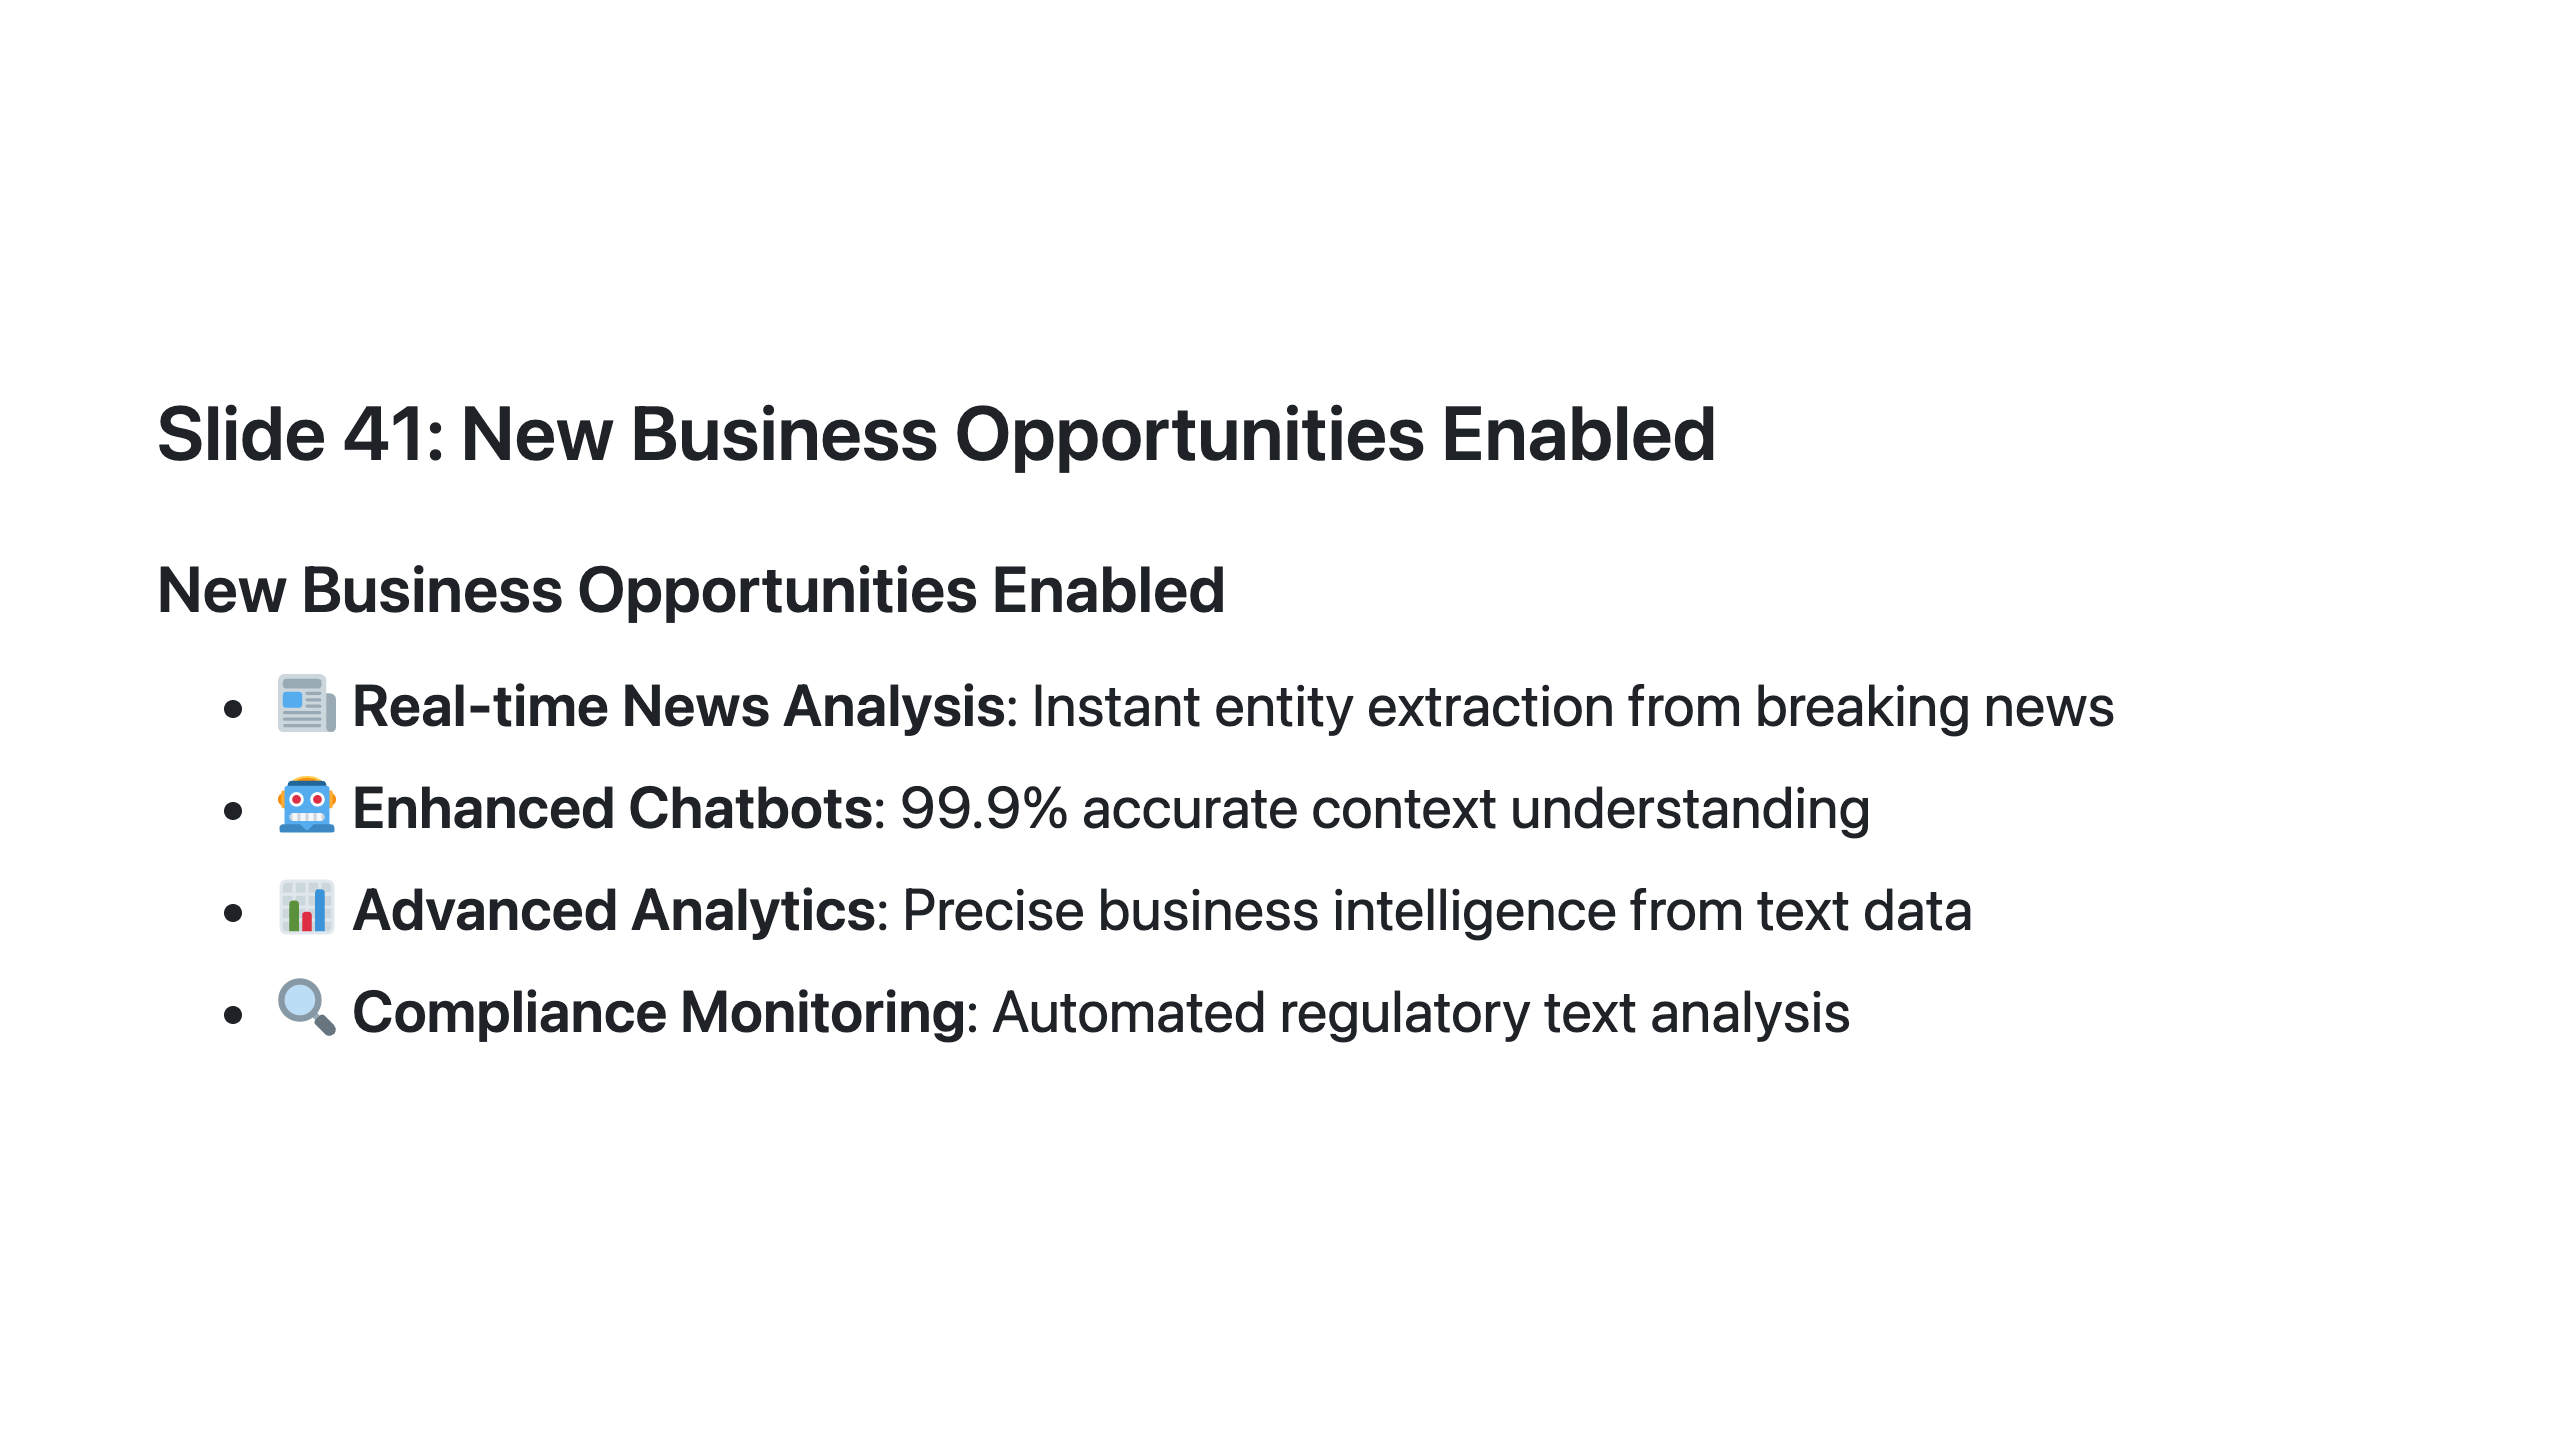 Slide 41: New Business Opportunities Enabled
New Business Opportunities Enabled
• 📰 Real-time News Analysis: Instant entity extraction from breaking news
• 🤖 Enhanced Chatbots: 99.9% accurate context understanding
• 📊 Advanced Analytics: Precise business intelligence from text data
• 🔍 Compliance Monitoring: Automated regulatory text analysis